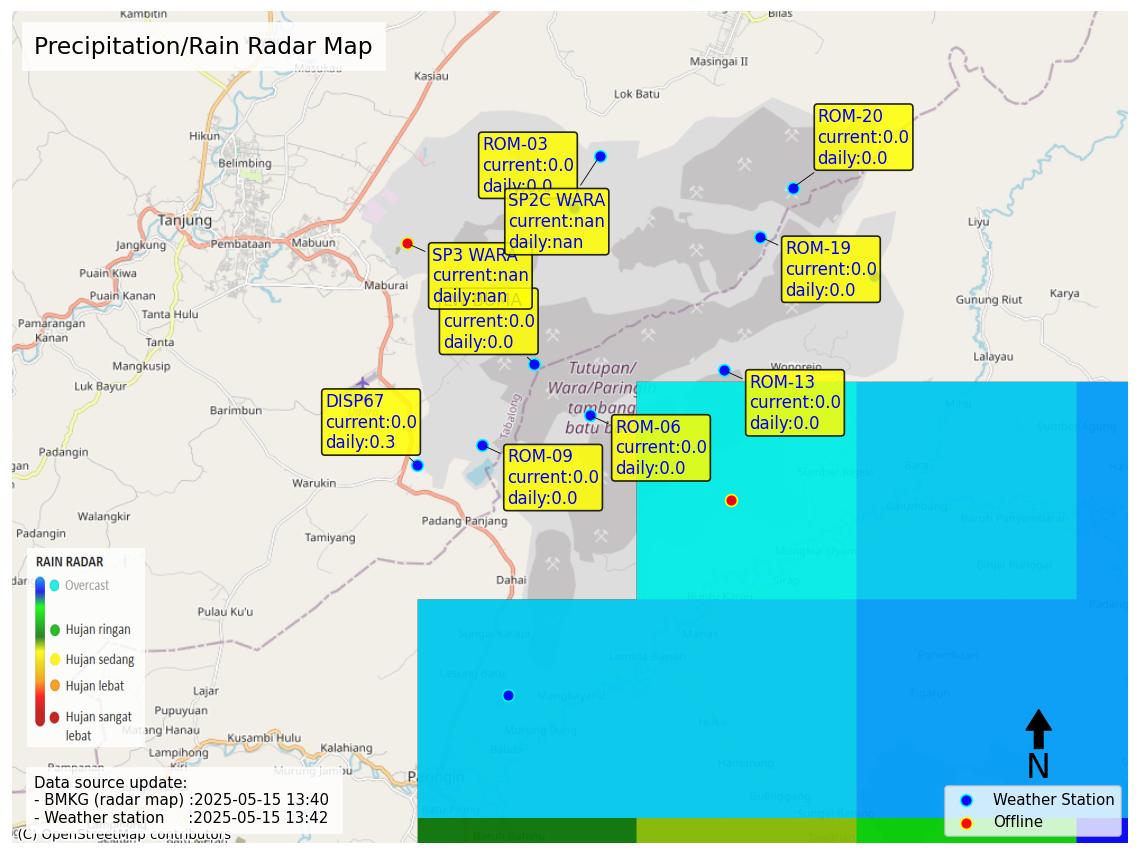 Kambitin
Bilas
Precipitation/Rain Radar Map
Masukau
Kasiau
Masingai II
Lok Batu
Hikun
Belimbing
ROM-03
current:0.0
daily:0.0
ROM-20
current:0.0
daily:0.0
SP2C WARA
current:nan
daily:nan
Tanjung
Jangkung
Pembataan
Mabuun
Liyu
SP3 WARA
current:nan
daily:nan
ROM-19
current:0.0
daily:0.0
Puain Kiwa
Puain Kanan
Maburai
Karya
Gunung Riut
current:0.0
daily:0.0
Tanta Hulu
Pamarangan
Kanan
Tanta
Mangkusip
Lalayau
Luk Bayur
Wonorejo
Tutupan/
Wara/Paringin
tambang
batu b
Tabalong
ROM-13
current:0.0
daily:0.0
DISP67
current:0.0
daily:0.3
Barimbun
ROM-06
current:0.0
daily:0.0
ROM-09
current:0.0
daily:0.0
Padangin
Warukin
Walangkir
Padangin
Padang Panjang
Tamiyang
Dahai
RAIN RADAR
Overcast
Hujan ringan
Hujan sedang
Hujan lebat
Hujan sangat
lebat
Pulau Ku'u
Lajar
Pupuyuan
Matang Hanau
Lampihong
Kusambi Hulu
Kalahiang
Murung Jambu
Paringin
Data source update:
- BMKG (radar map) :2025-05-15 13:40
- Weather station :2025-05-15 13:42
(C) OpenStreetMap contributors
N
Weather Station
Offline